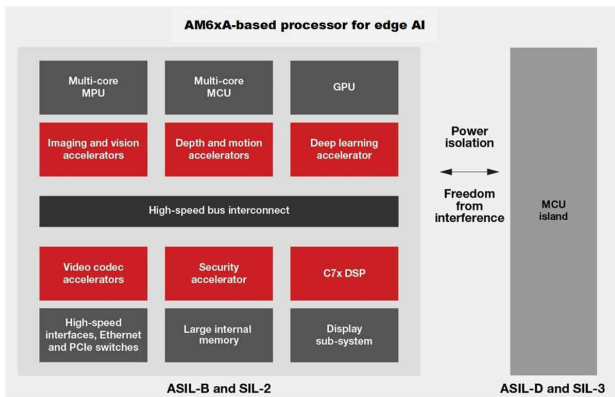 AM6xA-based processor for edge AI
Multi-core
MPU
Multi-core
MCU
GPU
Imaging and vision
accelerators
Depth and motion
accelerators
Deep learning
accelerator
Power
isolation
High-speed bus interconnect
Freedom
from
interference
MCU
island
Video codec
accelerators
Security
accelerator
C7x DSP
High-speed
interfaces, Ethernet
and PCIe switches
Large internal
memory
Display
sub-system
ASIL-B and SIL-2
ASIL-D and SIL-3